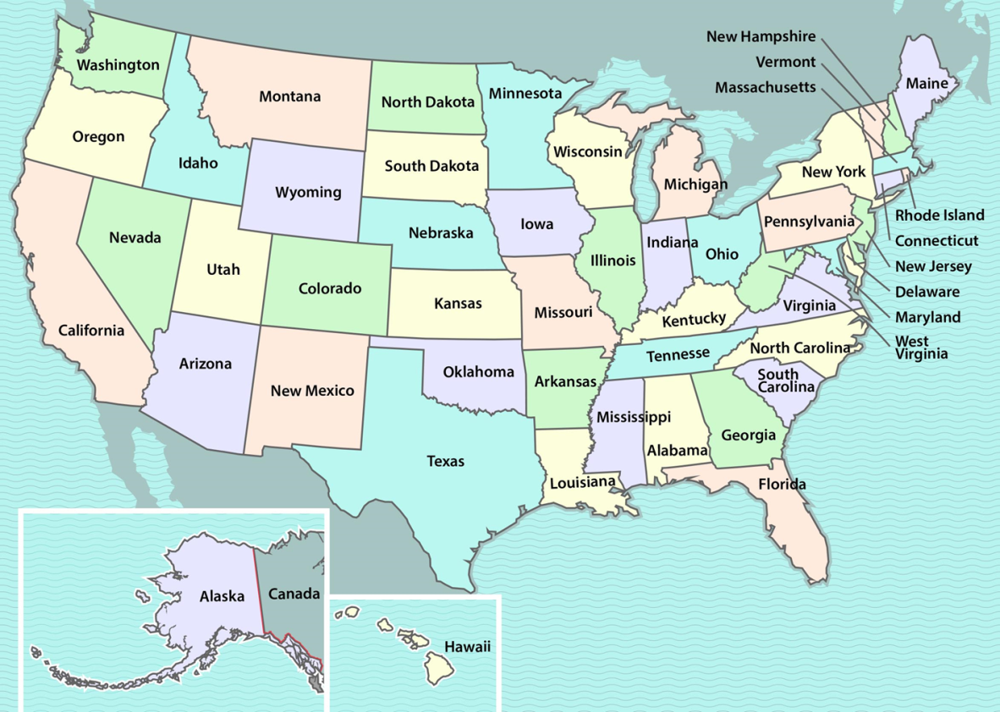 New Hampshire
Vermont
Massachusetts
Maine
Washington
Montana
North Dakota
Minnesota
Oregon
Idaho
South Dakota
Wisconsin
Wyoming
Michigan
New York
Rhode Island
Connecticut
New Jersey
Delaware
Maryland
West
Virginia
Nevada
Nebraska
Iowa
Pennsylvania
Utah
Colorado
Illinois
Indiana
Ohio
California
Kansas
Missouri
Kentucky
Virginia
Arizona
New Mexico
Oklahoma
Arkansas
Tennesse
North Carolina
South
Carolina
Mississippi
Alabama
Georgia
Texas
Louisiana
Florida
Alaska
Canada
Hawaii